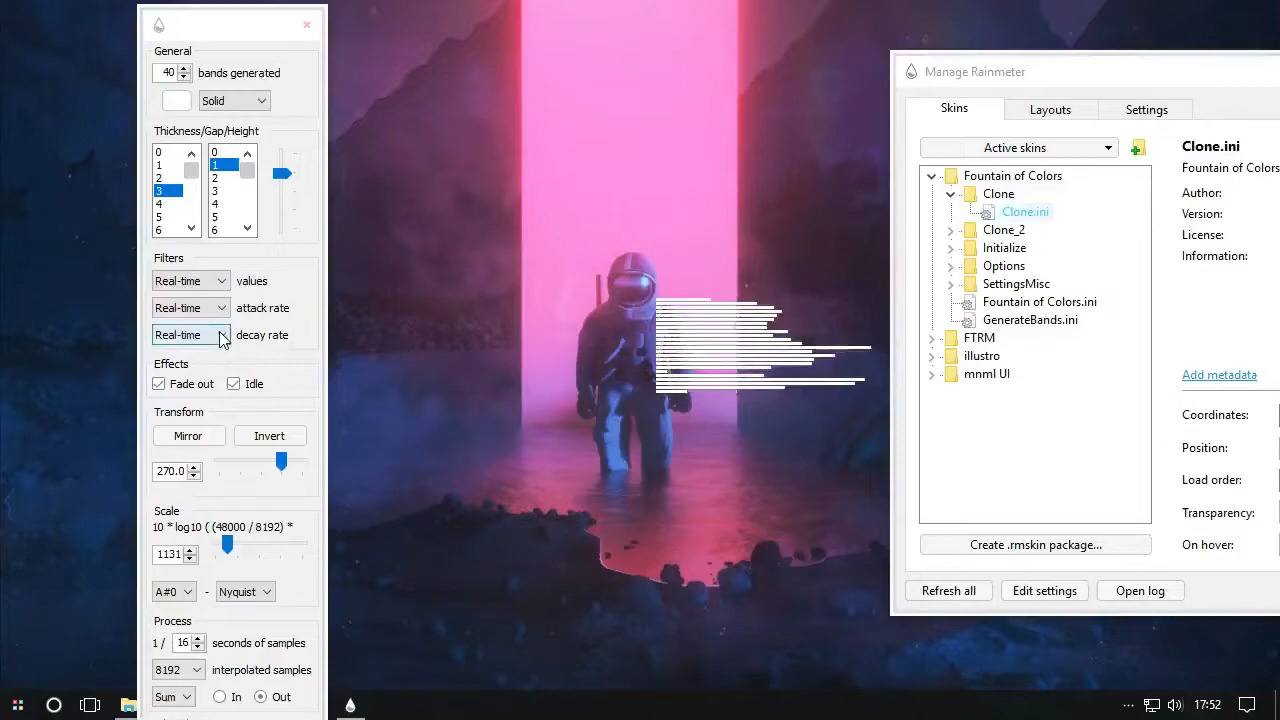 General
40 bands generated
Solid
Thickness/Gap/Height
0 0
1 1
2 2
3 3
4 4
5 5
6 6
Filters
Real-time values
Real-time attack rate
Real-time decay rate
Effects
Fade out Idle
Transform
Mirror Invert
270.0
Scale
10 * log10 ( (48000 / 8192) *
1131
A#0 - Nyquist
Process
1 / 16 seconds of samples
8192 interpolated samples
Sum In Out
Manage Rainmeter
Skins Layouts Settings
Active skins
Fountain of Colors
Clone
Clone.ini
Clone_2
Initialize
Options
SettingsMisc
Fountain of Colors.ini
GenerateBands.ini
FTRM
illustro
mnml UI
Create .rmskin package...
Refresh all Edit settings Open log
Clone.ini
Fountain of Colors
Author:
Version:
License:
Information:
Add metadata
Coordinates:
Position:
Load order:
Transparency:
On hover:
17:52